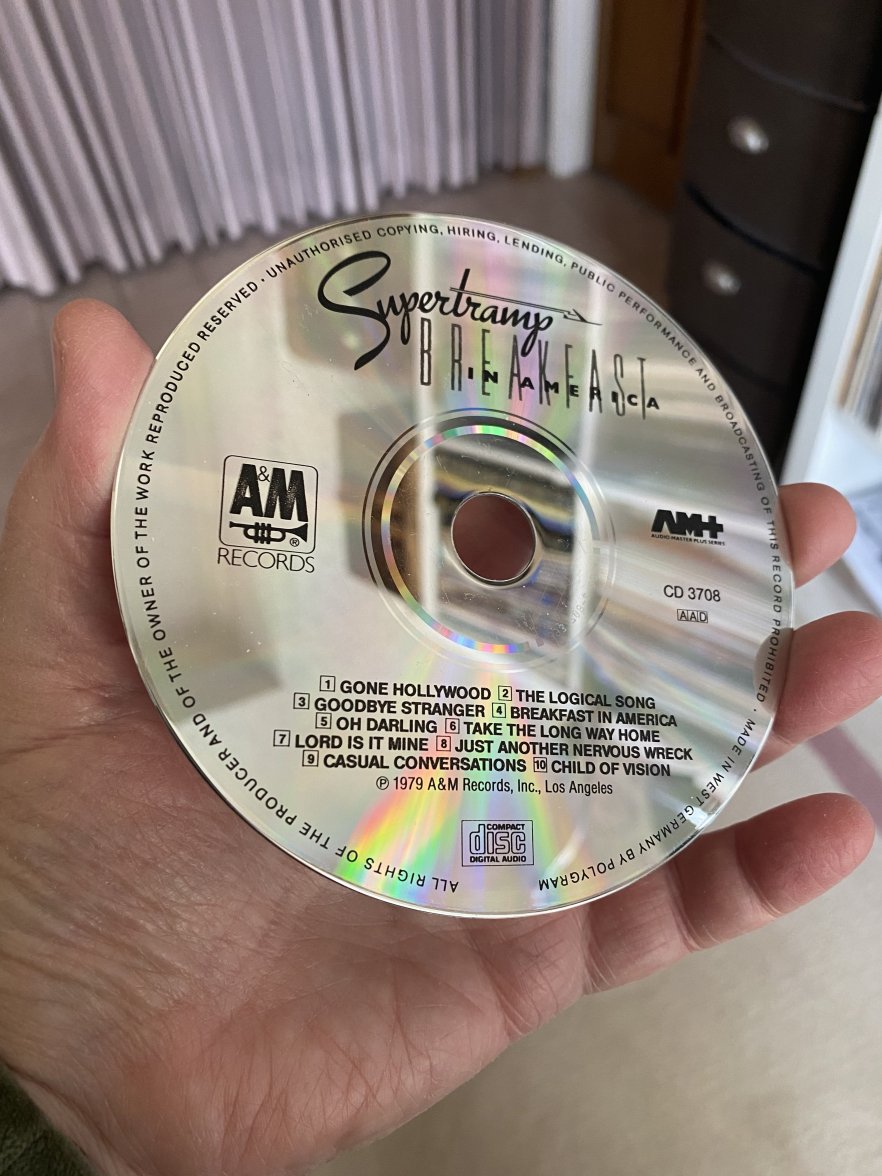 ALL RIGHTS OF THE PRODUCER AND OF THE OWNER OF THE WORK REPRODUCED RESERVED · UNAUTHORISED COPYING, HIRING, LENDING, PUBLIC PERFORMANCE AND BROADCASTING OF THIS RECORD PROHIBITED · MADE IN WEST GERMANY BY POLYGRAM
Supertramp
BREAKFAST
IN AMERICA
A&M
®
RECORDS
AM+
AUDIO MASTER PLUS SERIES
CD 3708
AAD
1 GONE HOLLYWOOD 2 THE LOGICAL SONG
3 GOODBYE STRANGER 4 BREAKFAST IN AMERICA
5 OH DARLING 6 TAKE THE LONG WAY HOME
7 LORD IS IT MINE 8 JUST ANOTHER NERVOUS WRECK
9 CASUAL CONVERSATIONS 10 CHILD OF VISION
℗ 1979 A&M Records, Inc., Los Angeles
COMPACT
disc
DIGITAL AUDIO